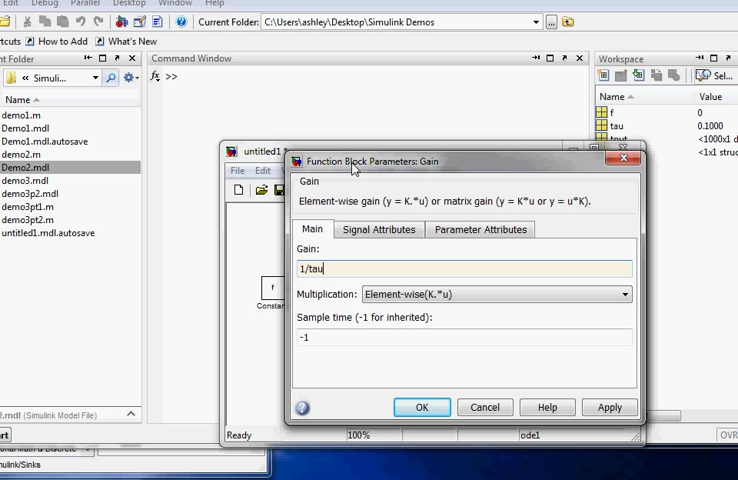 Edit Debug Parallel Desktop Window Help
Current Folder: C:\Users\ashley\Desktop\Simulink Demos
...
rtcuts How to Add What's New
nt Folder
« Simuli...
Name
demo1.m
Demo1.mdl
Demo1.mdl.autosave
demo2.m
Demo2.mdl
demo3.mdl
demo3p2.mdl
demo3pt1.m
demo3pt2.m
untitled1.mdl.autosave
2.mdl (Simulink Model File)
art
mulink/Sinks
Command Window
fx >>
Workspace
Sel...
Name Value
f 0
tau 0.1000
tout <1000x1 d
<1x1 struc
untitled1 *
File Edit
f
Constan
Ready 100% ode1
OVR
Function Block Parameters: Gain
Gain
Element-wise gain (y = K.*u) or matrix gain (y = K*u or y = u*K).
Main Signal Attributes Parameter Attributes
Gain:
1/tau
Multiplication: Element-wise(K.*u)
Sample time (-1 for inherited):
-1
OK Cancel Help Apply